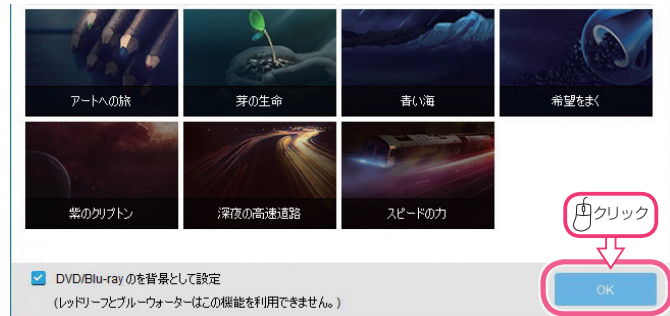 アートへの旅
芽の生命
青い海
希望をまく
紫のクリプトン
深夜の高速道路
スピードの力
クリック
DVD/Blu-ray のを背景として設定
(レッドリーフとブルーウォーターはこの機能を利用できません。)
OK